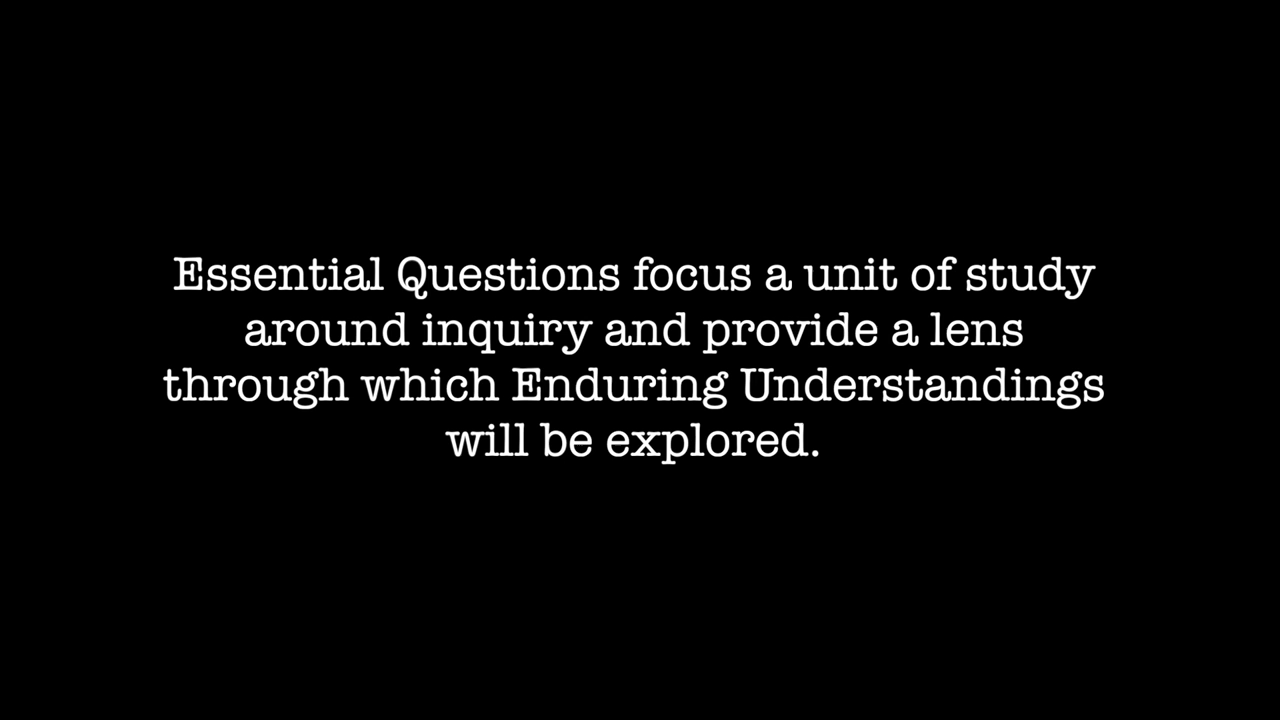 Essential Questions focus a unit of study
around inquiry and provide a lens
through which Enduring Understandings
will be explored.